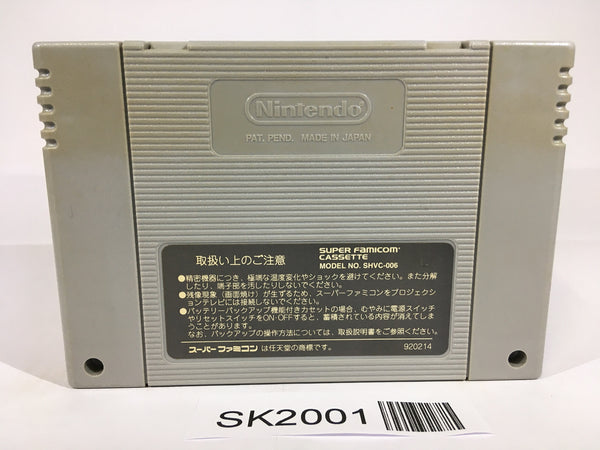 Nintendo
PAT. PEND. MADE IN JAPAN
取扱い上のご注意
SUPER FAMICOM
CASSETTE
MODEL NO. SHVC-006
●精密機器につき、極端な温度変化やショックを避けてください。また分解
したり、端子部を汚したりしないでください。
●残像現象(画面焼け)が生ずるため、スーパーファミコンをプロジェクシ
ョンテレビには接続しないでください。
●バッテリーバックアップ機能付きカセットの場合、むやみに電源スイッチ
やリセットスイッチをON・OFFすると、蓄積されている内容が消えてしま
うことがあります。
なお、バックアップの操作方法については、取扱説明書をご参照ください。
スーパーファミコン は任天堂の商標です。
920214
SK2001